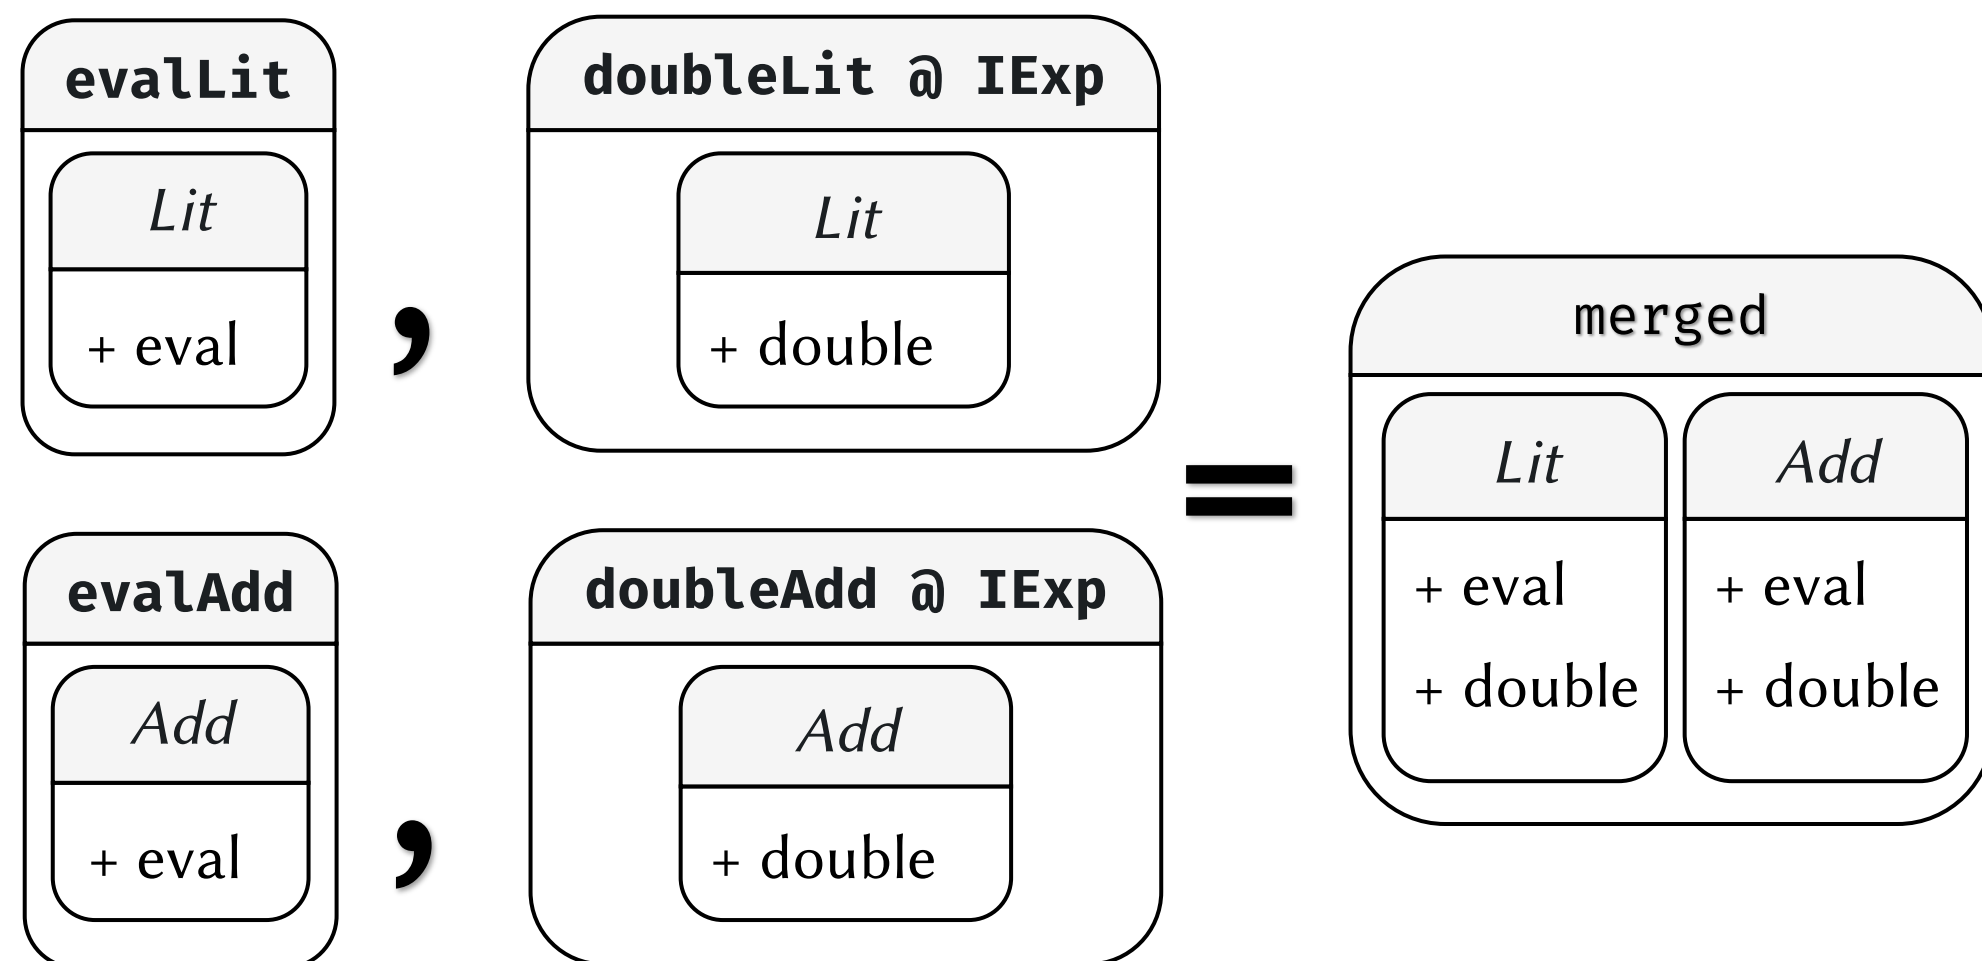 evalLit
Lit
+ eval
,
doubleLit @ IExp
Lit
+ double
evalAdd
Add
+ eval
,
doubleAdd @ IExp
Add
+ double
=
merged
Lit
+ eval
+ double
Add
+ eval
+ double